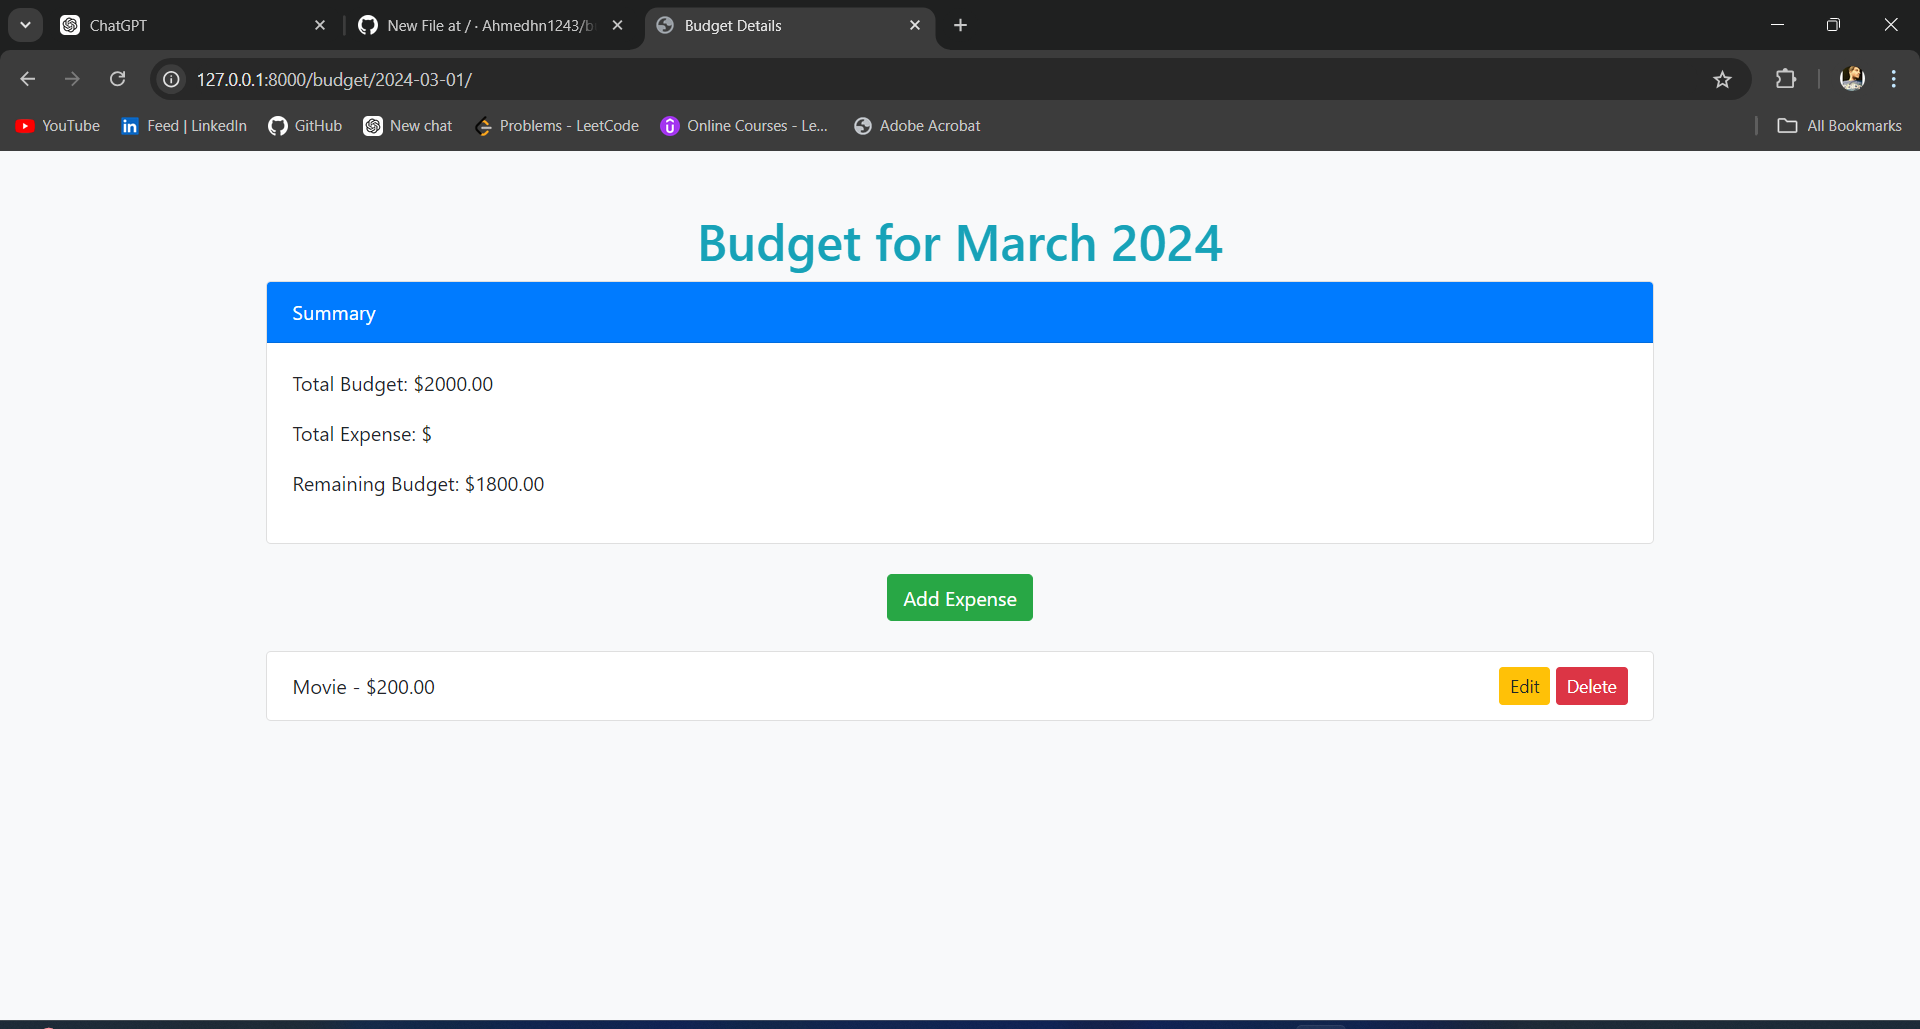 ChatGPT
New File at / · Ahmedhn1243/b
Budget Details
127.0.0.1:8000/budget/2024-03-01/
YouTube
Feed | LinkedIn
GitHub
New chat
Problems - LeetCode
Online Courses - Le...
Adobe Acrobat
All Bookmarks
Budget for March 2024
Summary
Total Budget: $2000.00
Total Expense: $
Remaining Budget: $1800.00
Add Expense
Movie - $200.00
Edit
Delete